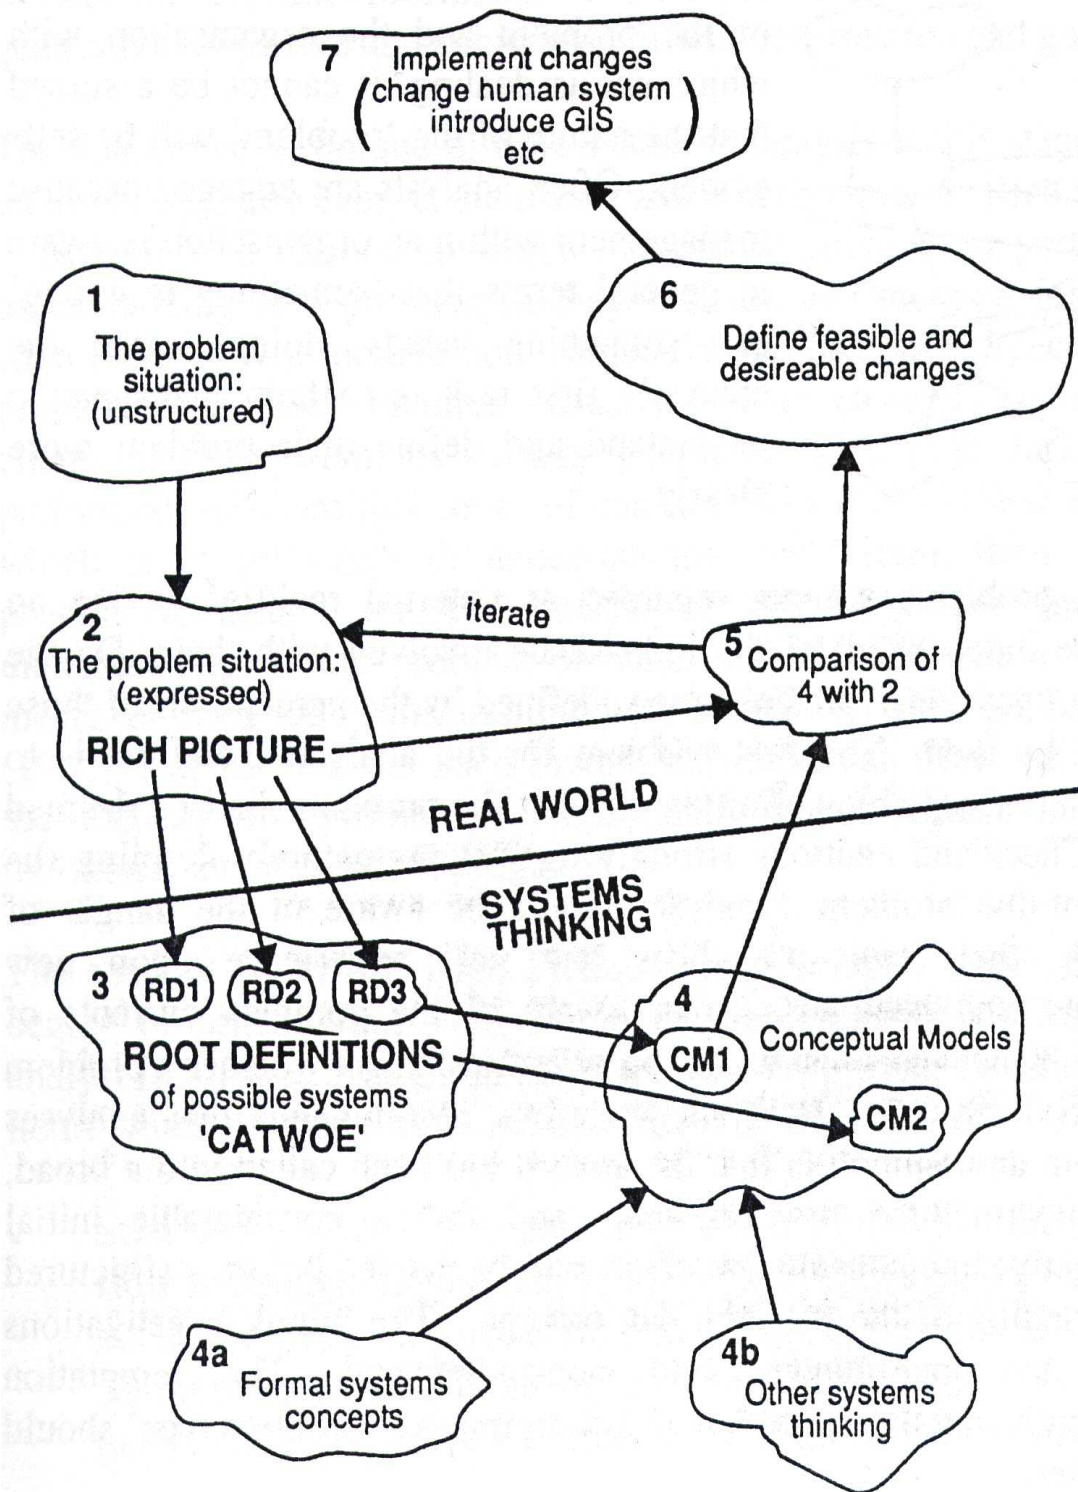 7
Implement changes
(change human system)
introduce GIS
etc
1
The problem
situation:
(unstructured)
6
Define feasible and
desireable changes
2
The problem situation:
(expressed)
RICH PICTURE
iterate
5
Comparison of
4 with 2
REAL WORLD
SYSTEMS
THINKING
3
RD1
RD2
RD3
ROOT DEFINITIONS
of possible systems
'CATWOE'
4
Conceptual Models
CM1
CM2
4a
Formal systems
concepts
4b
Other systems
thinking